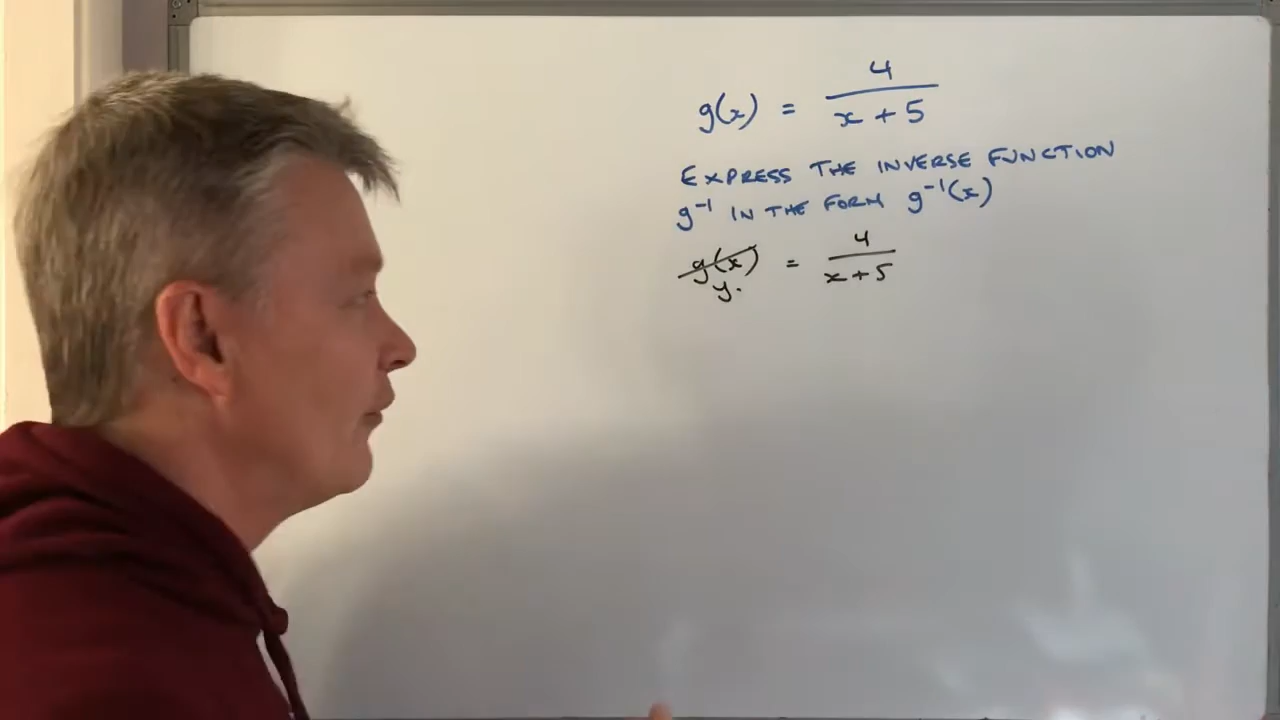 g(x) = 4/(x+5)
EXPRESS THE INVERSE FUNCTION
g⁻¹ IN THE FORM g⁻¹(x)
g(x) = 4/(x+5)
y.